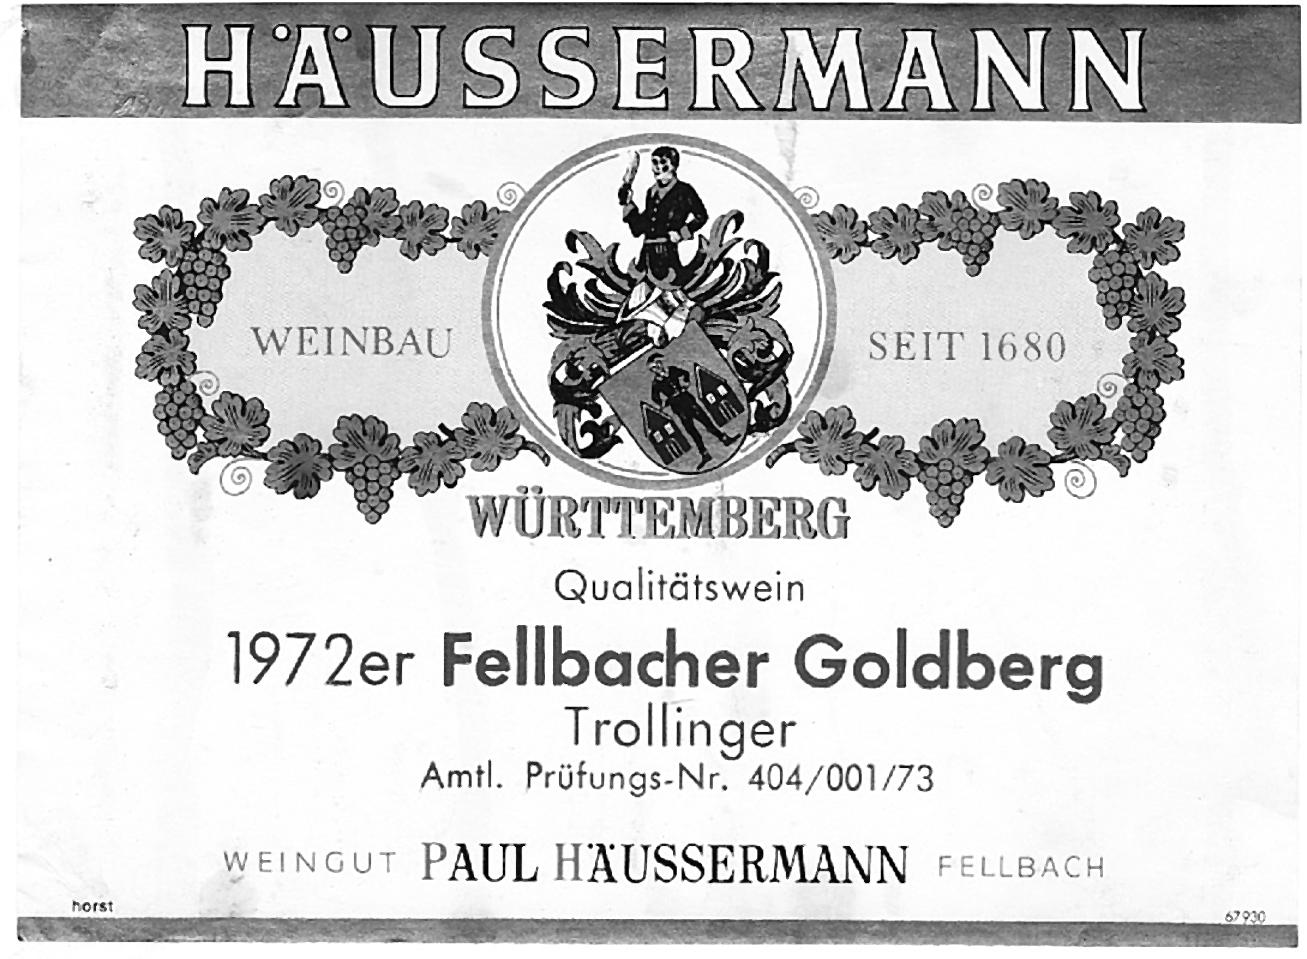 HÄUSSERMANN
WEINBAU
SEIT 1680
WÜRTTEMBERG
Qualitätswein
1972er Fellbacher Goldberg
Trollinger
Amtl. Prüfungs-Nr. 404/001/73
WEINGUT PAUL HÄUSSERMANN FELLBACH
horst
67930